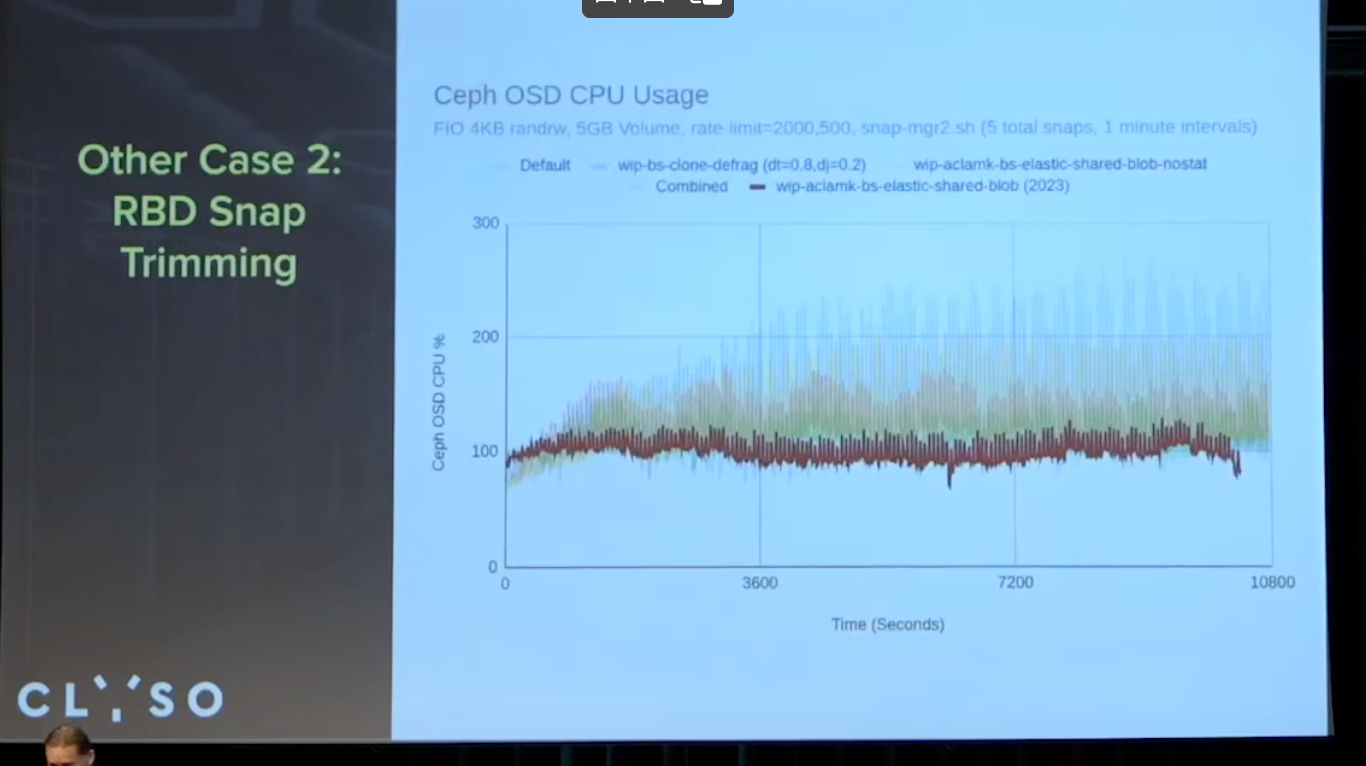 Other Case 2:
RBD Snap
Trimming
CLYSO
Ceph OSD CPU Usage
FIO 4KB randrw, 5GB Volume, rate-limit=2000,500, snap-mgr2.sh (5 total snaps, 1 minute intervals)
Default wip-bs-clone-defrag (dt=0.8,dj=0.2) wip-aclamk-bs-elastic-shared-blob-nostat
Combined wip-aclamk-bs-elastic-shared-blob (2023)
Ceph OSD CPU %
300
200
100
0
0 3600 7200 10800
Time (Seconds)